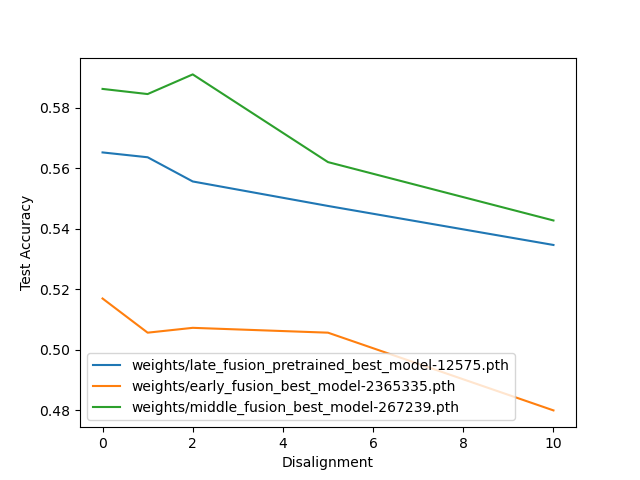 0.58
0.56
0.54
0.52
0.50
0.48
Test Accuracy
weights/late_fusion_pretrained_best_model-12575.pth
weights/early_fusion_best_model-2365335.pth
weights/middle_fusion_best_model-267239.pth
0 2 4 6 8 10
Disalignment